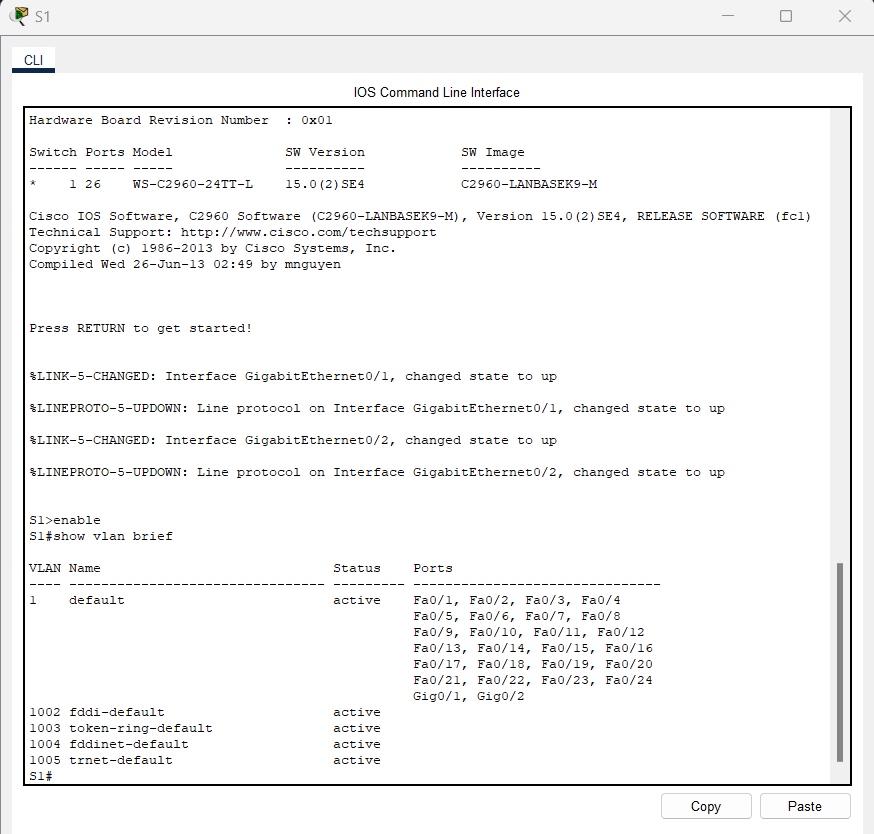 S1
CLI
IOS Command Line Interface
Hardware Board Revision Number  : 0x01
Switch Ports Model              SW Version            SW Image
------ ----- -----              ----------            ----------
*    1 26    WS-C2960-24TT-L    15.0(2)SE4            C2960-LANBASEK9-M
Cisco IOS Software, C2960 Software (C2960-LANBASEK9-M), Version 15.0(2)SE4, RELEASE SOFTWARE (fc1)
Technical Support: http://www.cisco.com/techsupport
Copyright (c) 1986-2013 by Cisco Systems, Inc.
Compiled Wed 26-Jun-13 02:49 by mnguyen
Press RETURN to get started!
%LINK-5-CHANGED: Interface GigabitEthernet0/1, changed state to up
%LINEPROTO-5-UPDOWN: Line protocol on Interface GigabitEthernet0/1, changed state to up
%LINK-5-CHANGED: Interface GigabitEthernet0/2, changed state to up
%LINEPROTO-5-UPDOWN: Line protocol on Interface GigabitEthernet0/2, changed state to up
S1>enable
S1#show vlan brief
VLAN Name                             Status    Ports
---- -------------------------------- --------- -------------------------------
1    default                          active    Fa0/1, Fa0/2, Fa0/3, Fa0/4
                                                Fa0/5, Fa0/6, Fa0/7, Fa0/8
                                                Fa0/9, Fa0/10, Fa0/11, Fa0/12
                                                Fa0/13, Fa0/14, Fa0/15, Fa0/16
                                                Fa0/17, Fa0/18, Fa0/19, Fa0/20
                                                Fa0/21, Fa0/22, Fa0/23, Fa0/24
                                                Gig0/1, Gig0/2
1002 fddi-default                     active
1003 token-ring-default               active
1004 fddinet-default                  active
1005 trnet-default                    active
S1#
Copy Paste